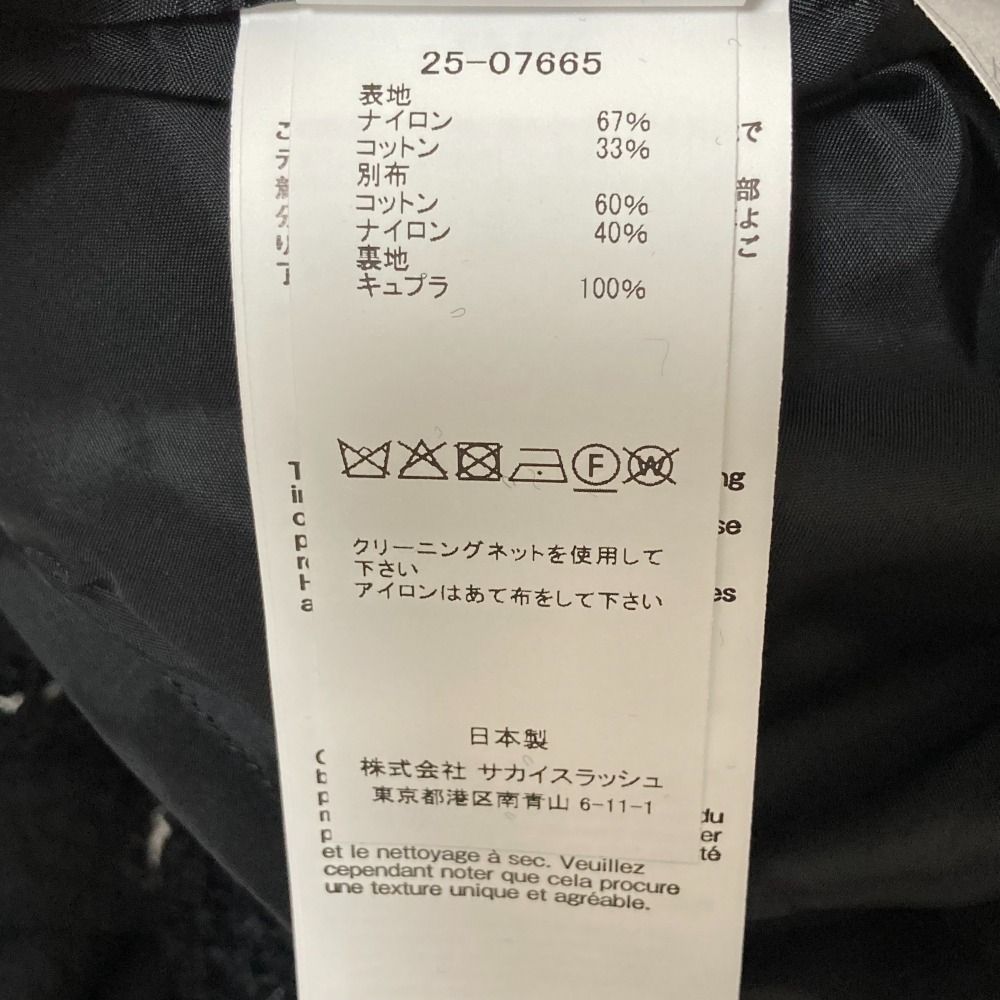 25-07665
表地
ナイロン 67%
コットン 33%
別布
コットン 60%
ナイロン 40%
裏地
キュプラ 100%
F W
クリーニングネットを使用して
下さい
アイロンはあて布をして下さい
日本製
株式会社 サカイスラッシュ
東京都港区南青山 6-11-1
et le nettoyage à sec. Veuillez
cependant noter que cela procure
une texture unique et agréable.